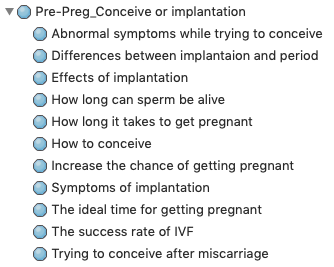 Pre-Preg_Conceive or implantation
Abnormal symptoms while trying to conceive
Differences between implantaion and period
Effects of implantation
How long can sperm be alive
How long it takes to get pregnant
How to conceive
Increase the chance of getting pregnant
Symptoms of implantation
The ideal time for getting pregnant
The success rate of IVF
Trying to conceive after miscarriage